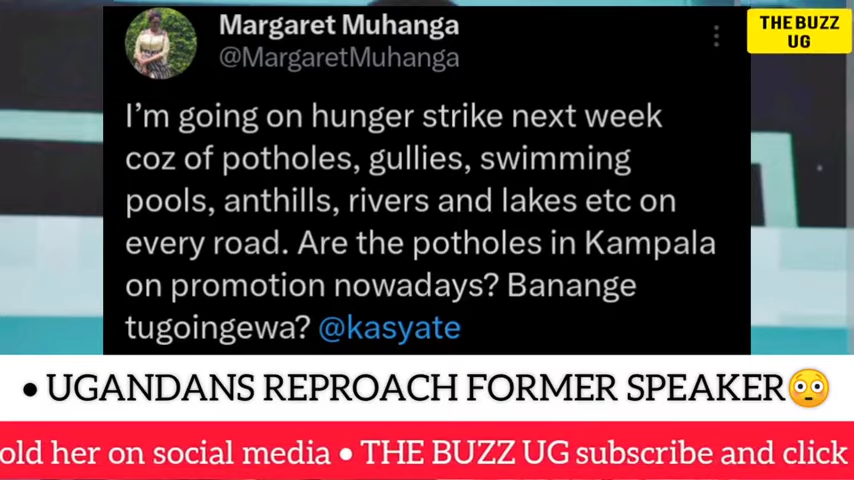 Margaret Muhanga
@MargaretMuhanga
THE BUZZ
UG
I'm going on hunger strike next week
coz of potholes, gullies, swimming
pools, anthills, rivers and lakes etc on
every road. Are the potholes in Kampala
on promotion nowadays? Banange
tugoingewa? @kasyate
• UGANDANS REPROACH FORMER SPEAKER😳
old her on social media • THE BUZZ UG subscribe and click